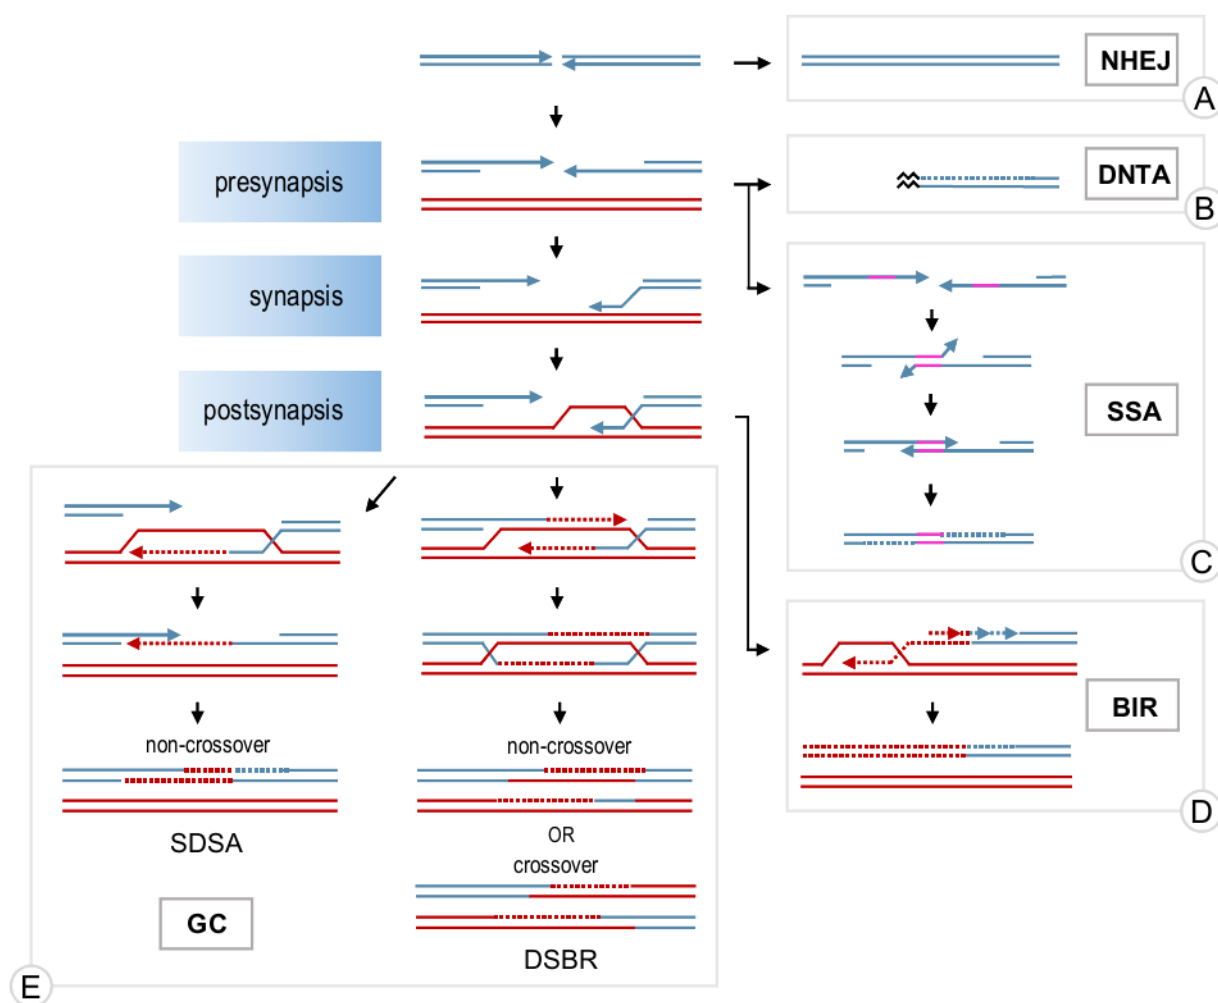 NHEJ
A
presynapsis
DNTA
B
synapsis
postsynapsis
SSA
C
non-crossover
SDSA
GC
non-crossover
OR
crossover
DSBR
E
BIR
D